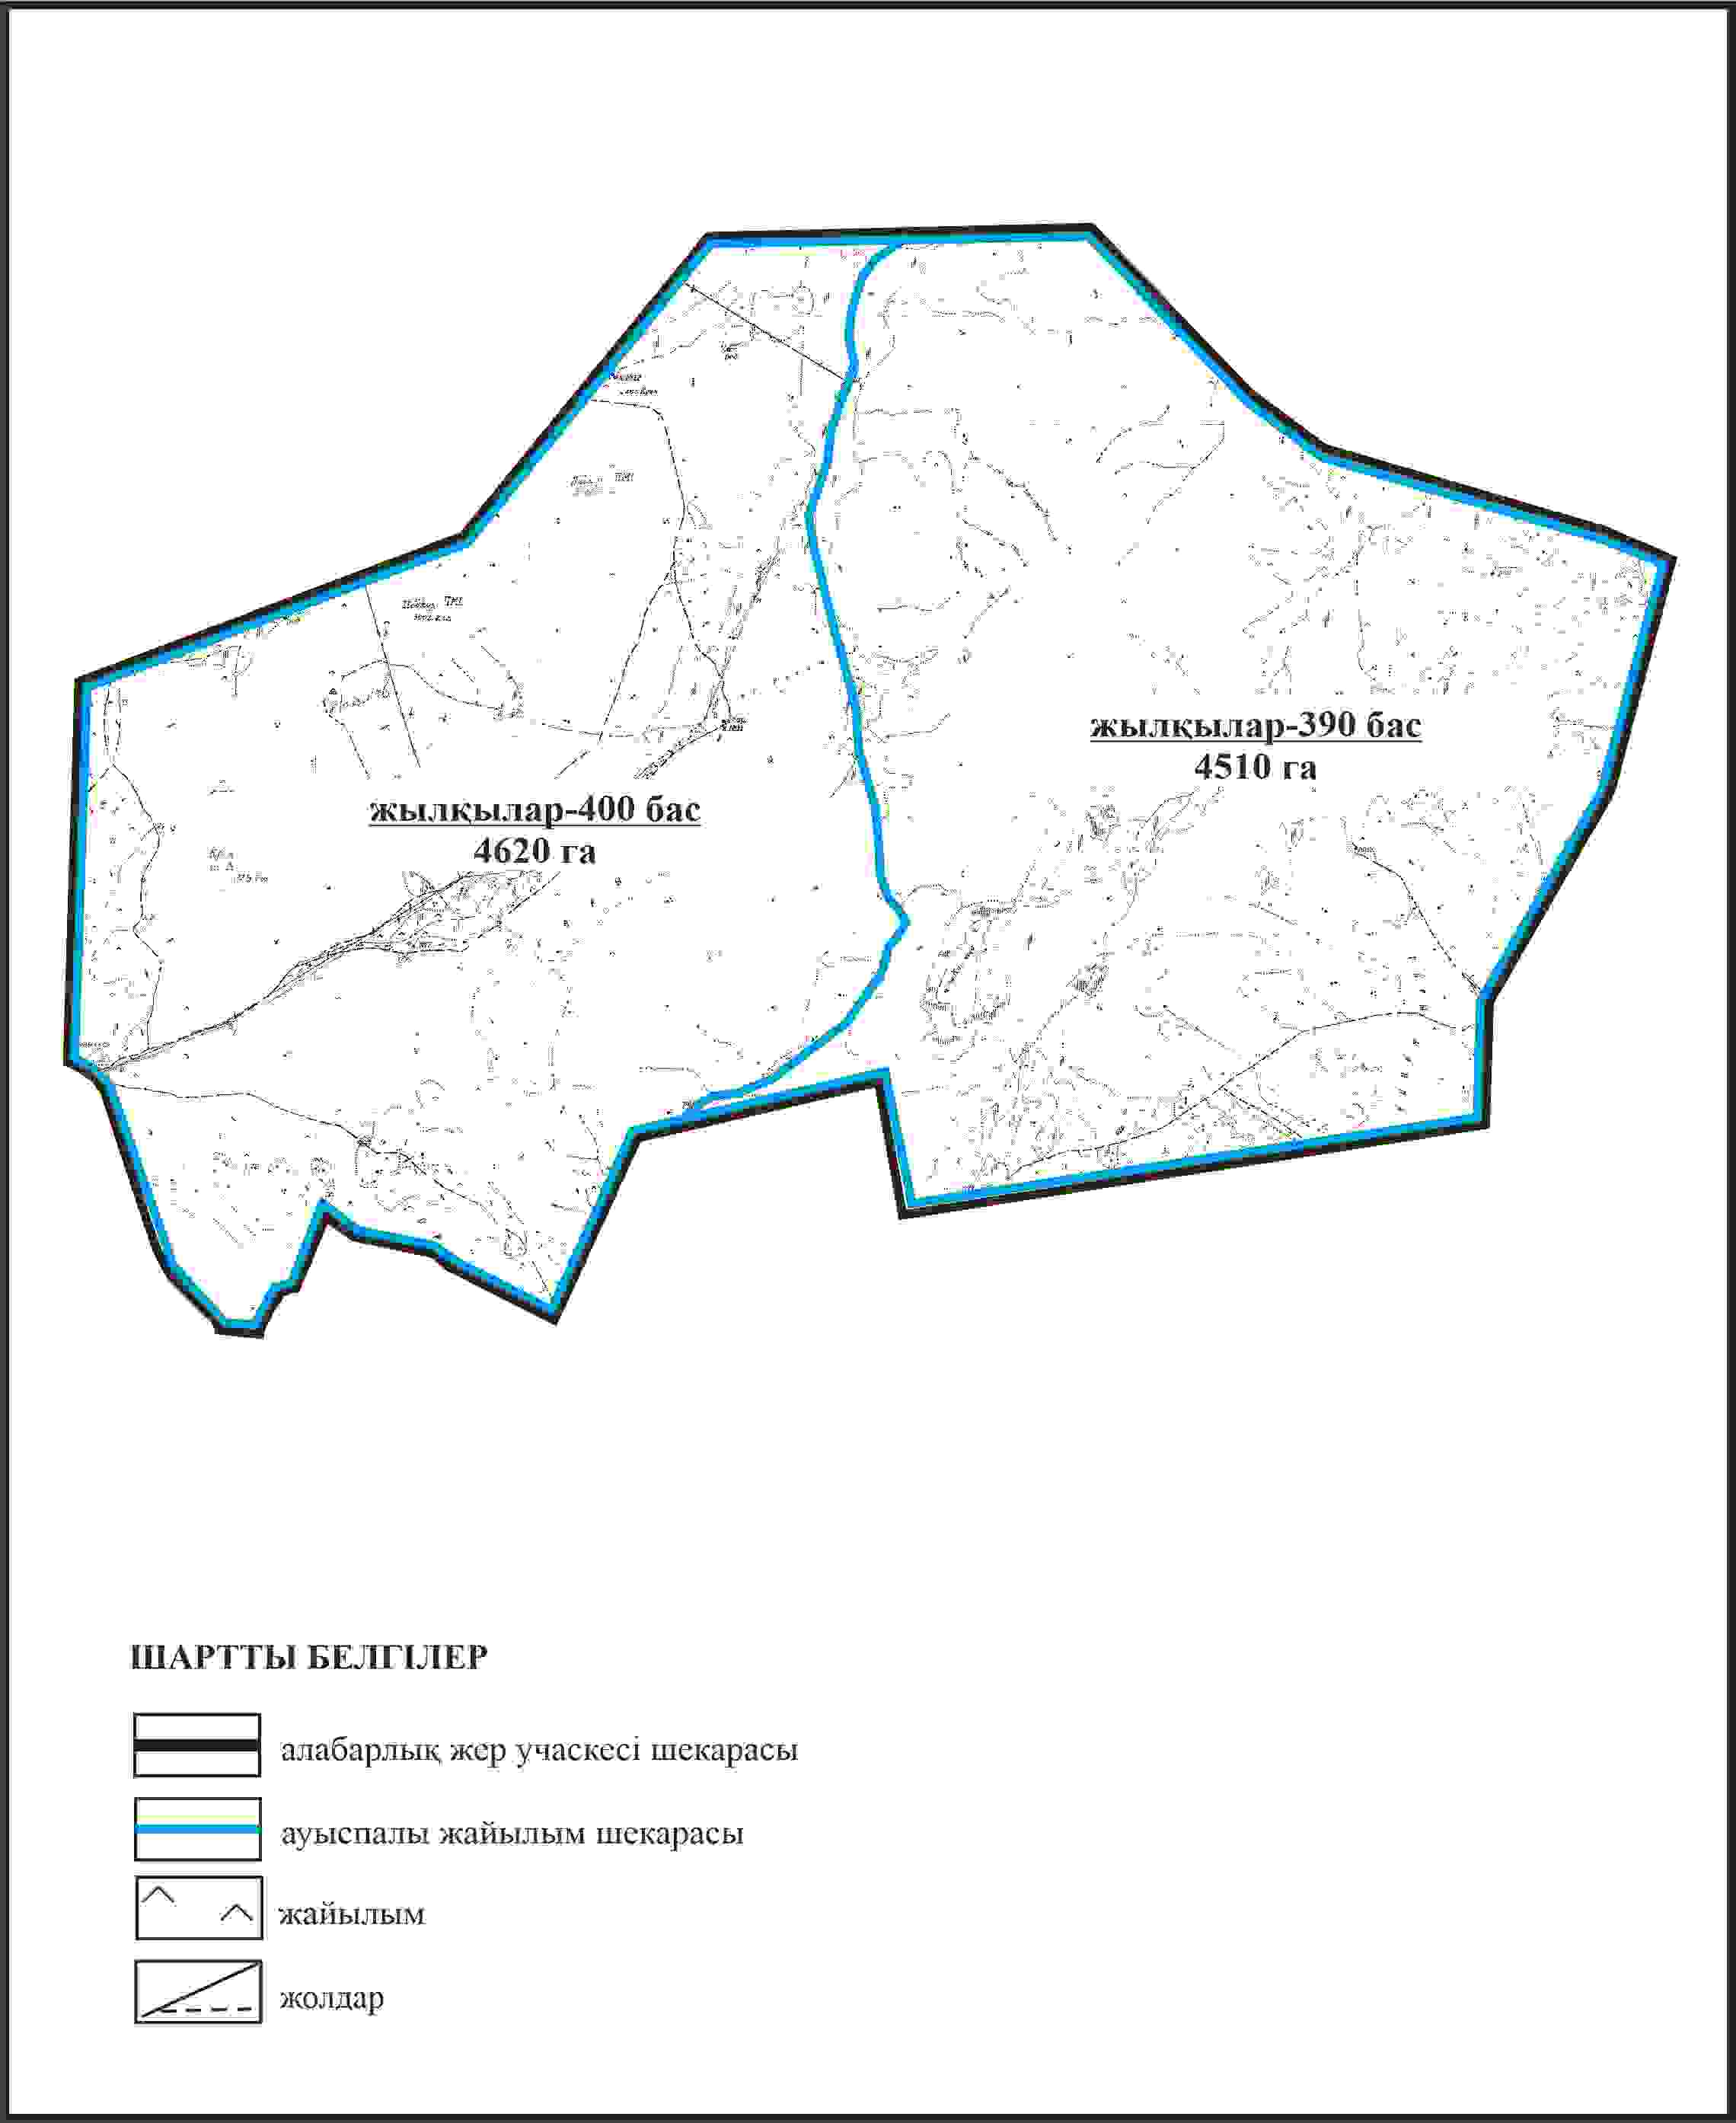 жылқылар-390 бас
4510 га
жылқылар-400 бас
4620 га
ШАРТТЫ БЕЛГІЛЕР
алабарлық жер учаскесі шекарасы
ауыспалы жайылым шекарасы
жайылым
жолдар